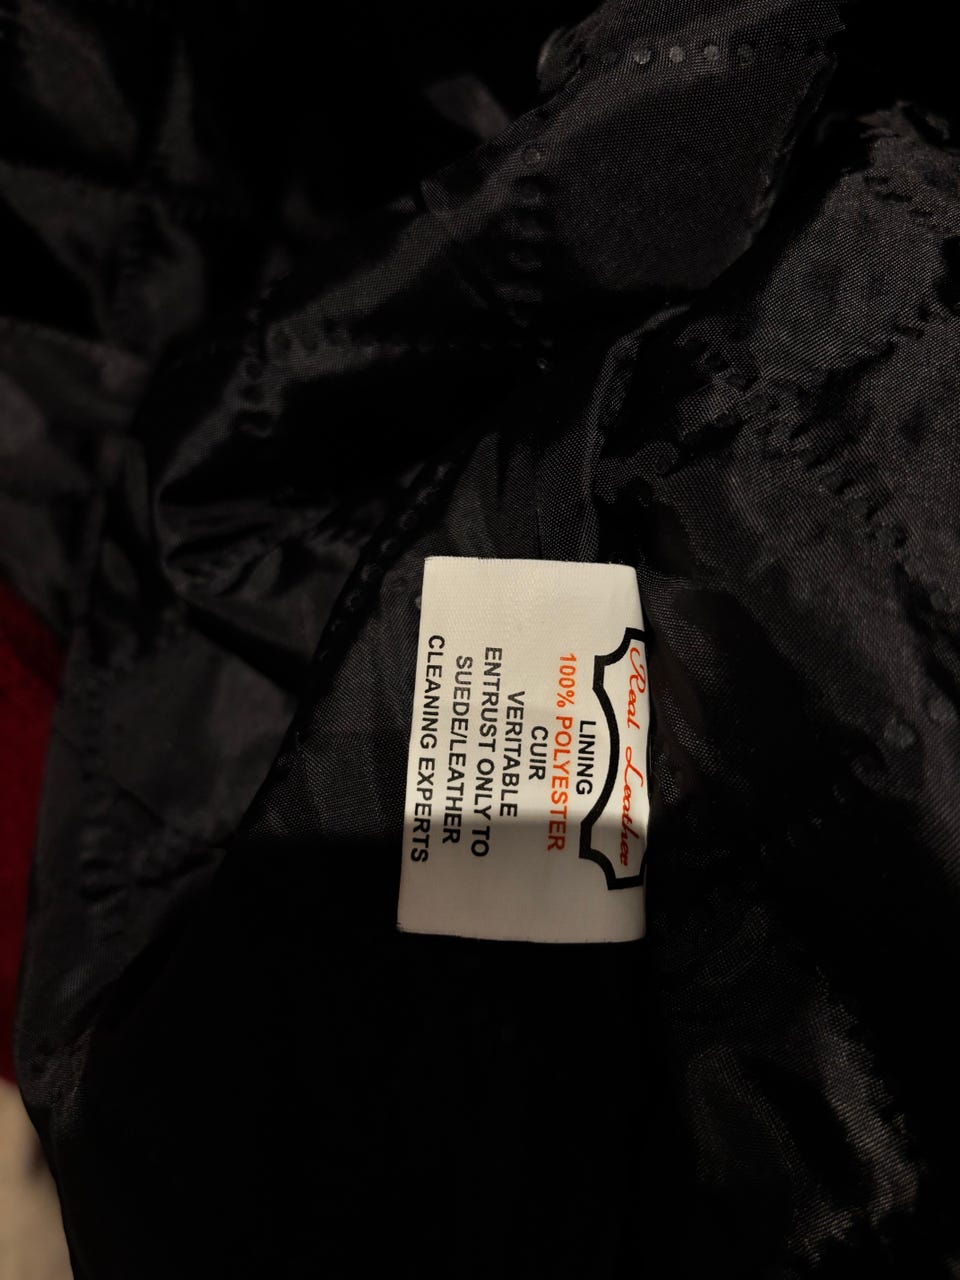 Real Leather
LINING
100% POLYESTER
CUIR
VERITABLE
ENTRUST ONLY TO
SUEDE/LEATHER
CLEANING EXPERTS